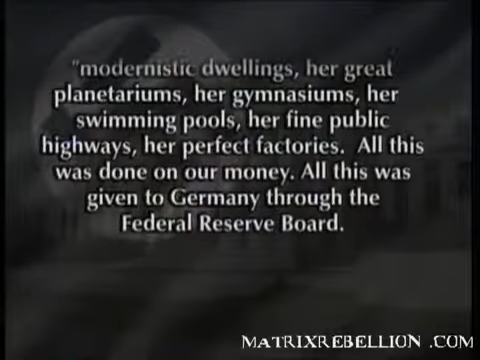 "modernistic dwellings, her great
planetariums, her gymnasiums, her
swimming pools, her fine public
highways, her perfect factories. All this
was done on our money. All this was
given to Germany through the
Federal Reserve Board.
MATRIXREBELLION .COM